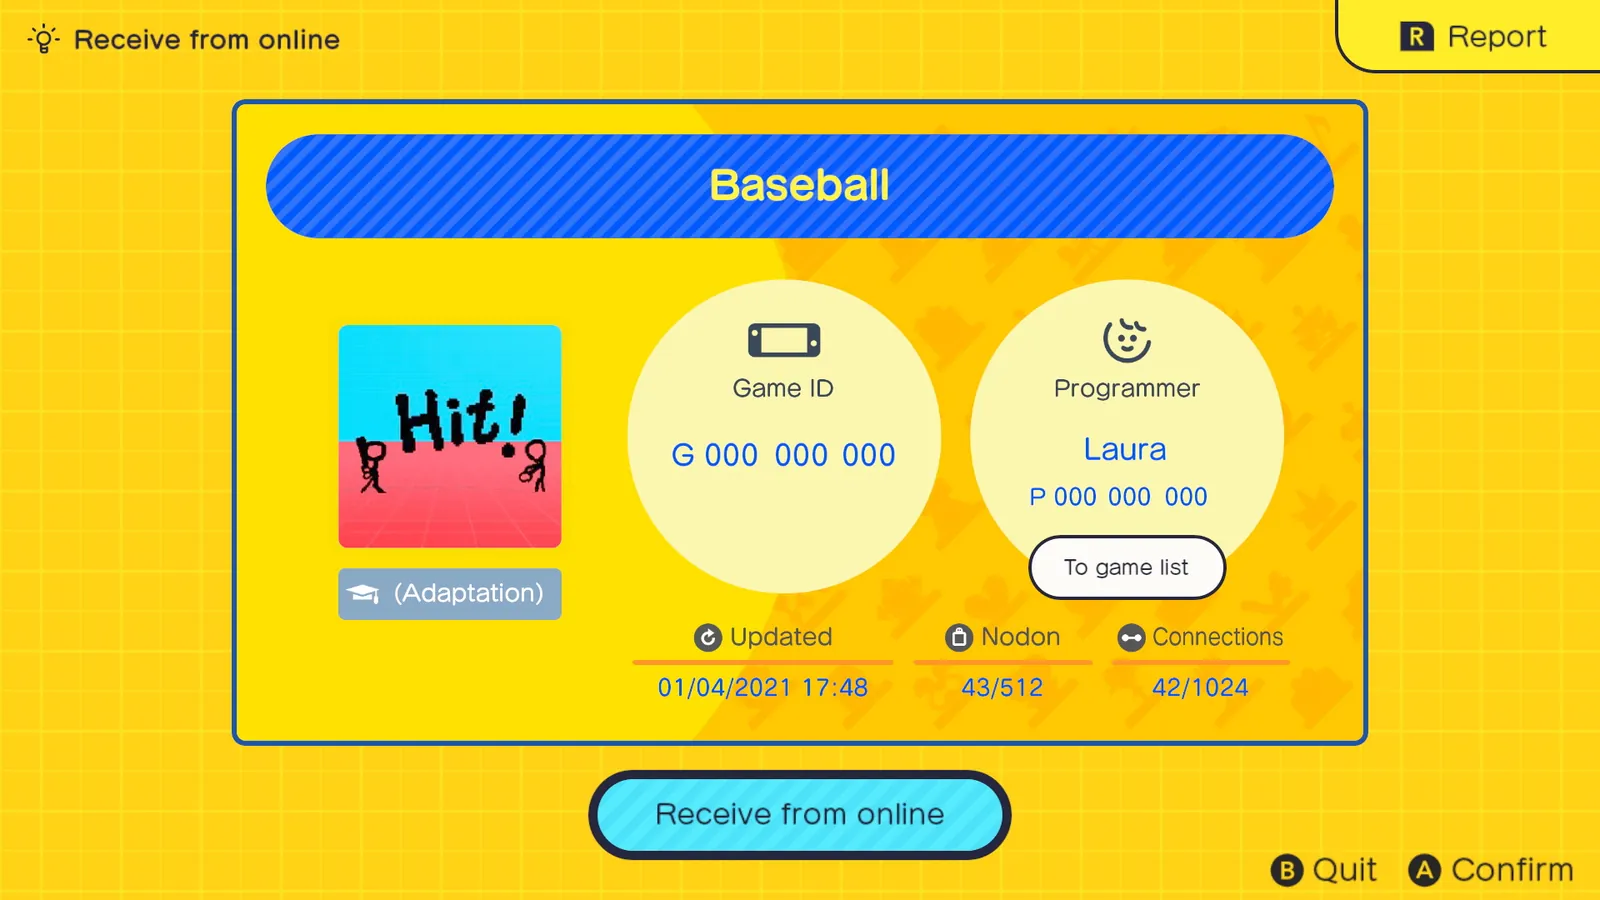 Receive from online
R Report
Baseball
Hit!
(Adaptation)
Game ID
G 000 000 000
Programmer
Laura
P 000 000 000
To game list
Updated
01/04/2021 17:48
Nodon
43/512
Connections
42/1024
Receive from online
B Quit A Confirm